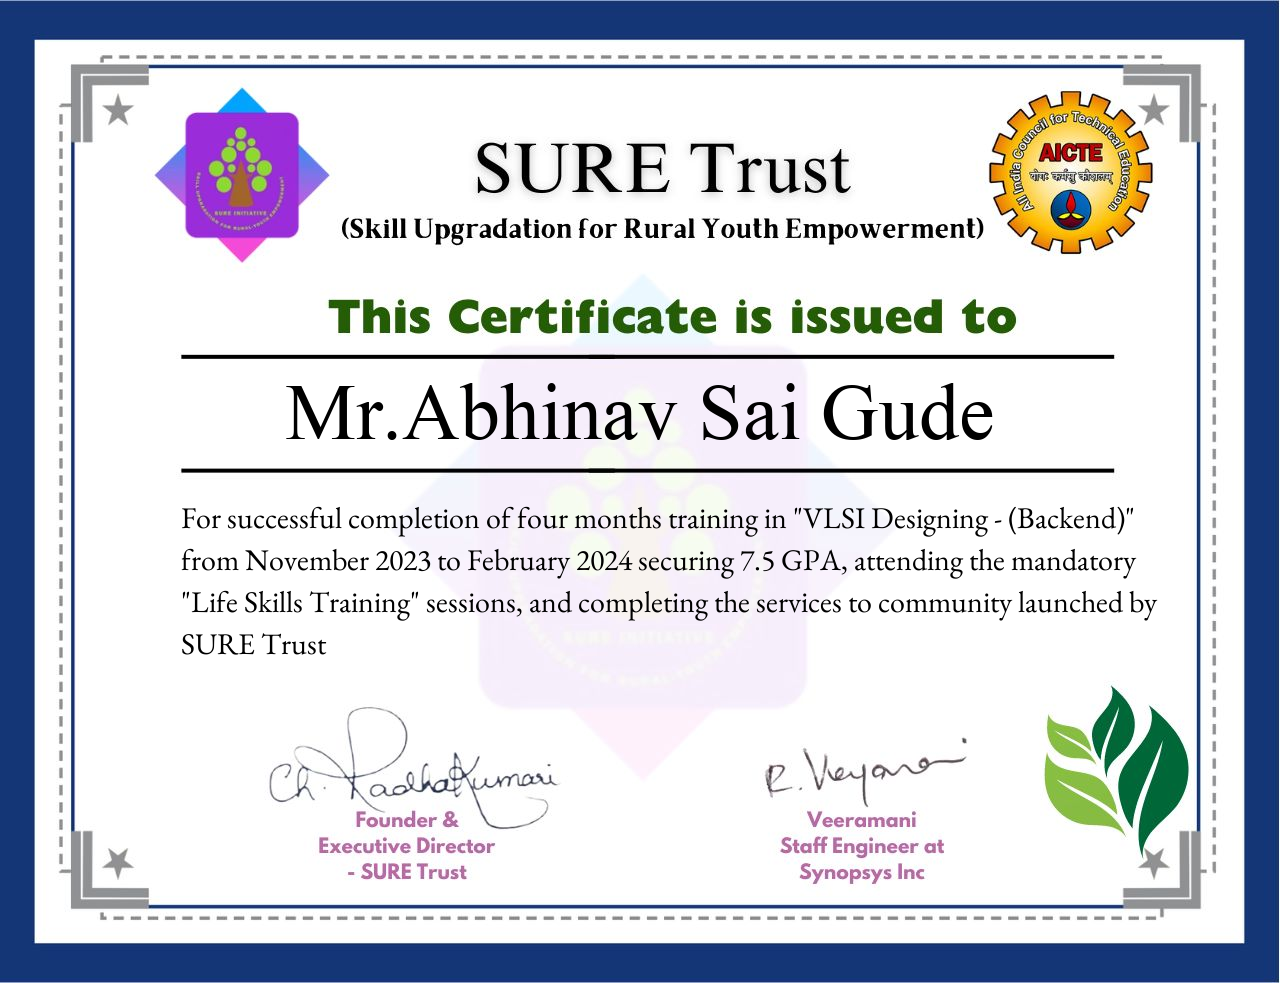 SURE Trust
(Skill Upgradation for Rural Youth Empowerment)
SURE INITIATIVE
SKILL UPGRADATION FOR RURAL-YOUTH EMPOWERMENT
All India Council for Technical Education
AICTE
योगः कर्मसु कौशलम्
This Certificate is issued to
Mr.Abhinav Sai Gude
For successful completion of four months training in "VLSI Designing - (Backend)"
from November 2023 to February 2024 securing 7.5 GPA, attending the mandatory
"Life Skills Training" sessions, and completing the services to community launched by
SURE Trust
SURE INITIATIVE
Ch. RadhaKumari
Founder &
Executive Director
- SURE Trust
R. Veeramani
Veeramani
Staff Engineer at
Synopsys Inc